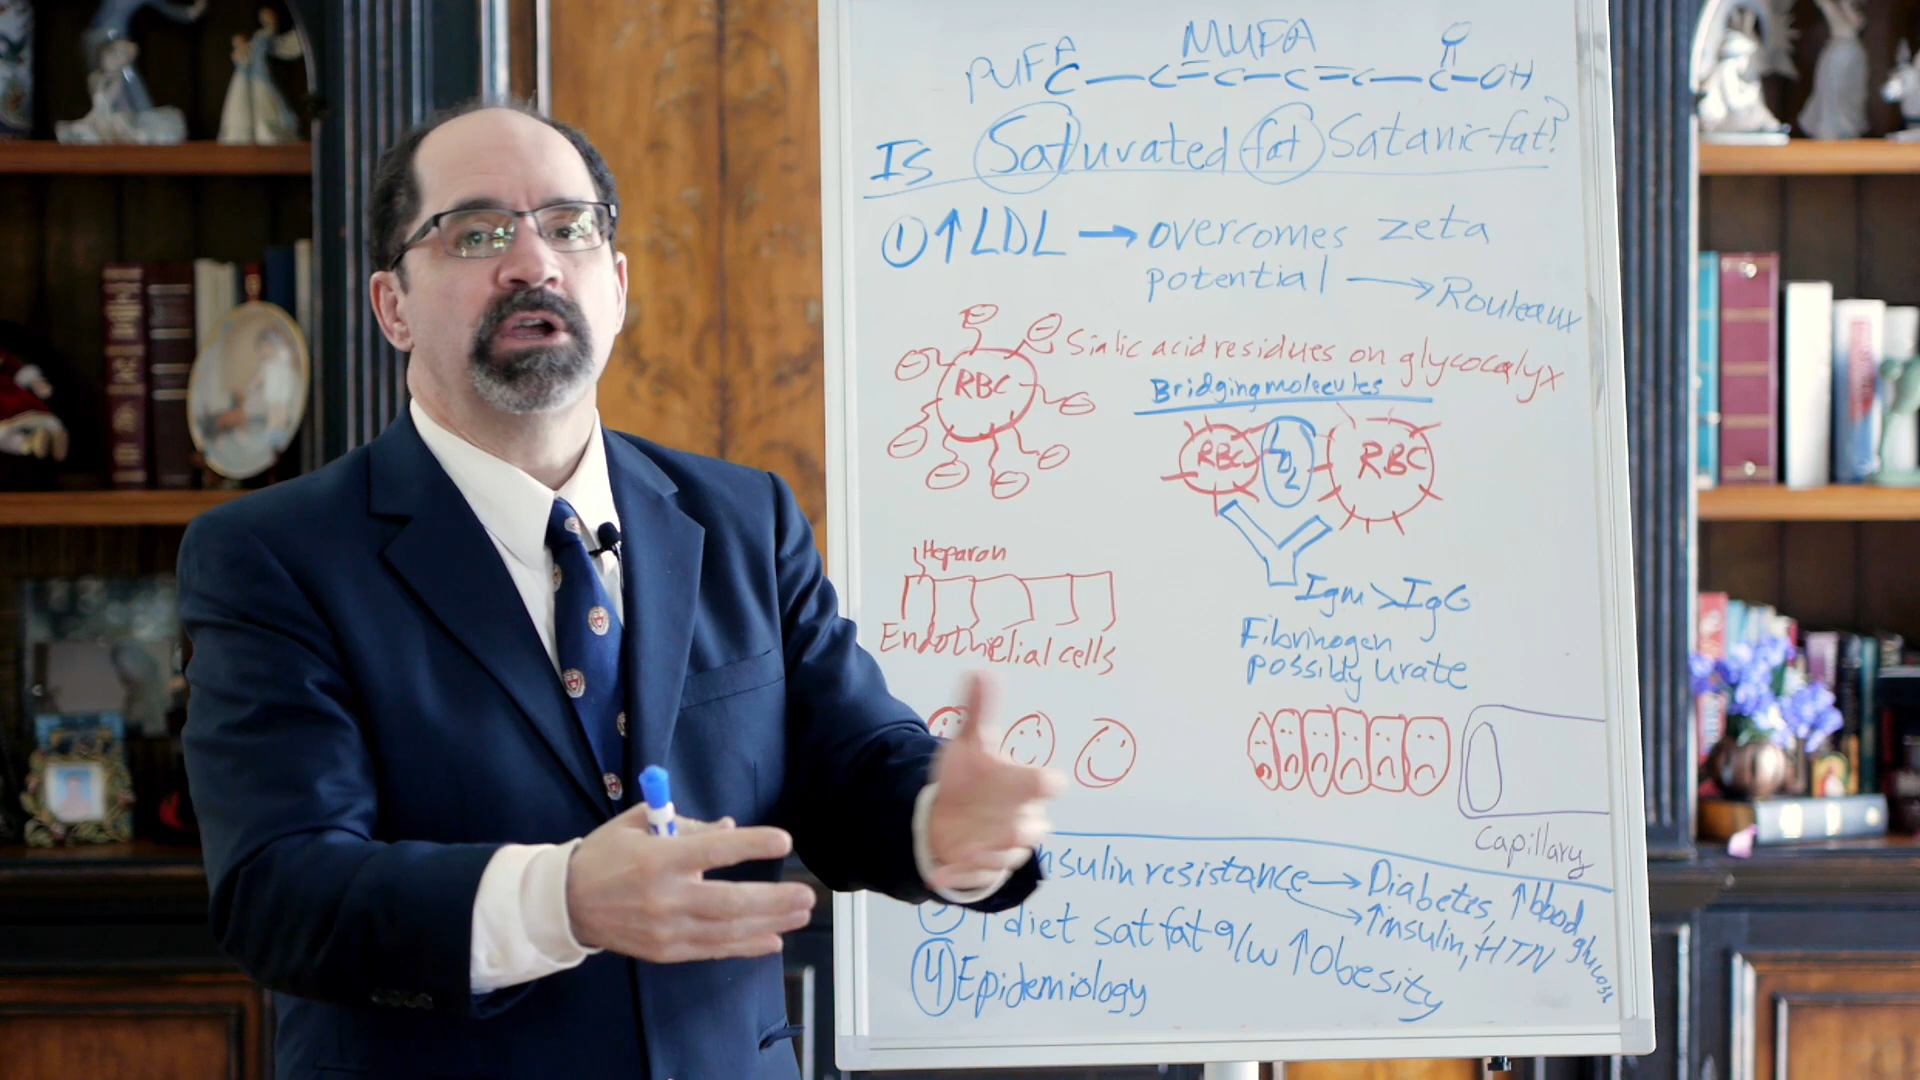 PUFA MUFA
C—C=C—C=C—C—OH
Is Saturated fat Satanic fat?
① ↑LDL → overcomes zeta
potential → Rouleaux
Sialic acid residues on glycocalyx
RBC
Bridging molecules
RBC RBC
Heparan
IgM > IgG
Endothelial cells
Fibrinogen
possibly urate
Capillary
nsulin resistance → Diabetes, ↑blood glucose
→ ↑insulin, HTN
diet sat fat a/w ↑Obesity
④ Epidemiology